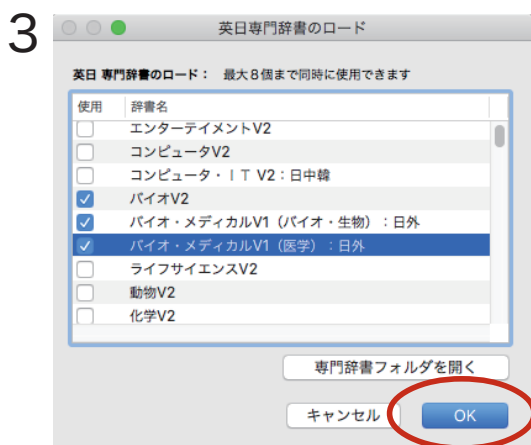 3
英日専門辞書のロード
英日 専門辞書のロード： 最大8個まで同時に使用できます
使用 辞書名
エンターテイメントV2
コンピュータV2
コンピュータ・ＩＴ V2：日中韓
バイオV2
バイオ・メディカルV1（バイオ・生物）：日外
バイオ・メディカルV1（医学）：日外
ライフサイエンスV2
動物V2
化学V2
専門辞書フォルダを開く
キャンセル OK